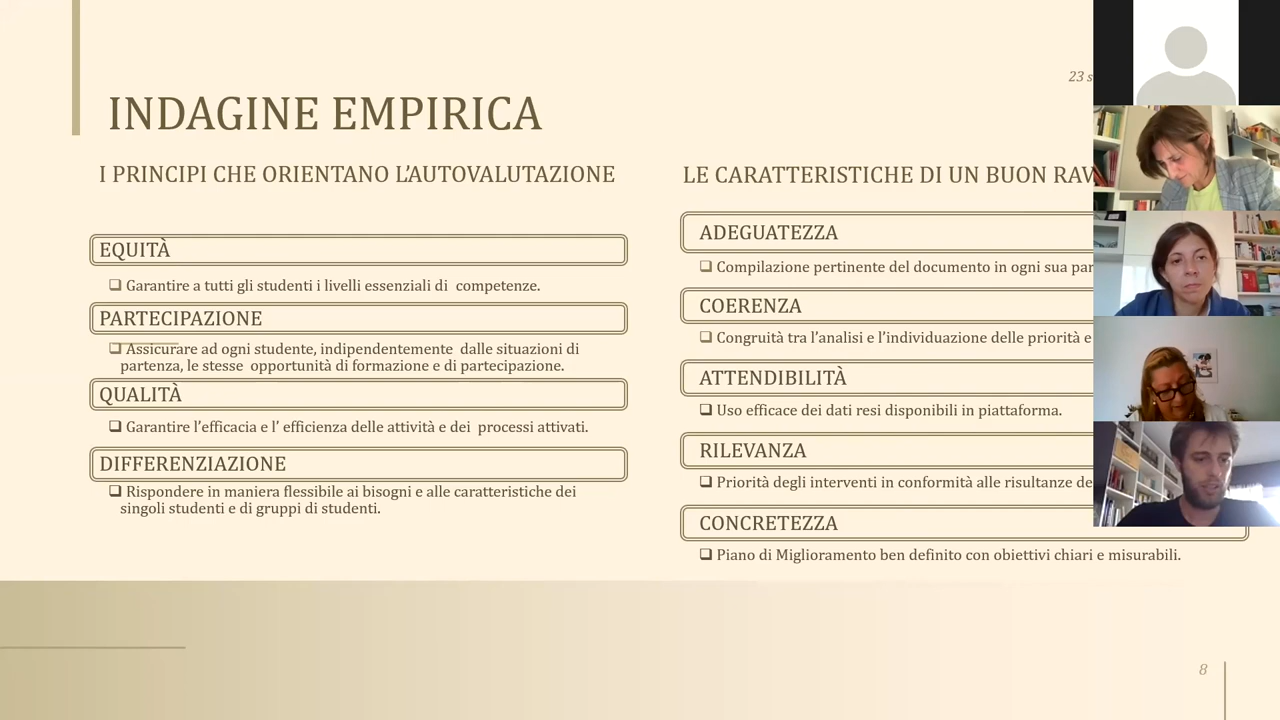 23 s
INDAGINE EMPIRICA
I PRINCIPI CHE ORIENTANO L'AUTOVALUTAZIONE
EQUITÀ
❑ Garantire a tutti gli studenti i livelli essenziali di competenze.
PARTECIPAZIONE
❑ Assicurare ad ogni studente, indipendentemente dalle situazioni di
partenza, le stesse opportunità di formazione e di partecipazione.
QUALITÀ
❑ Garantire l'efficacia e l' efficienza delle attività e dei processi attivati.
DIFFERENZIAZIONE
❑ Rispondere in maniera flessibile ai bisogni e alle caratteristiche dei
singoli studenti e di gruppi di studenti.
LE CARATTERISTICHE DI UN BUON RAV
ADEGUATEZZA
❑ Compilazione pertinente del documento in ogni sua par
COERENZA
❑ Congruità tra l'analisi e l'individuazione delle priorità e
ATTENDIBILITÀ
❑ Uso efficace dei dati resi disponibili in piattaforma.
RILEVANZA
❑ Priorità degli interventi in conformità alle risultanze de
CONCRETEZZA
❑ Piano di Miglioramento ben definito con obiettivi chiari e misurabili.
8